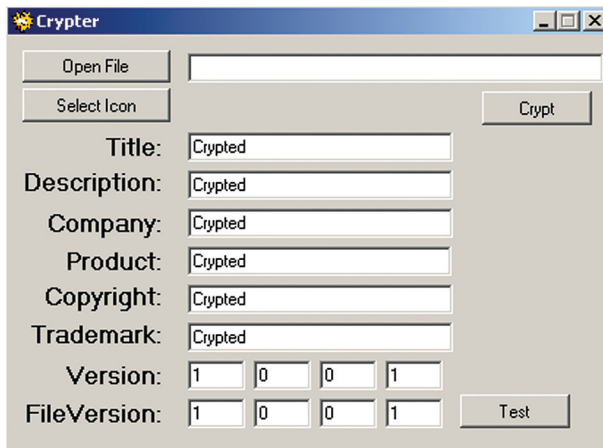 Crypter
Open File
Select Icon
Crypt
Title: Crypted
Description: Crypted
Company: Crypted
Product: Crypted
Copyright: Crypted
Trademark: Crypted
Version: 1 0 0 1
FileVersion: 1 0 0 1 Test